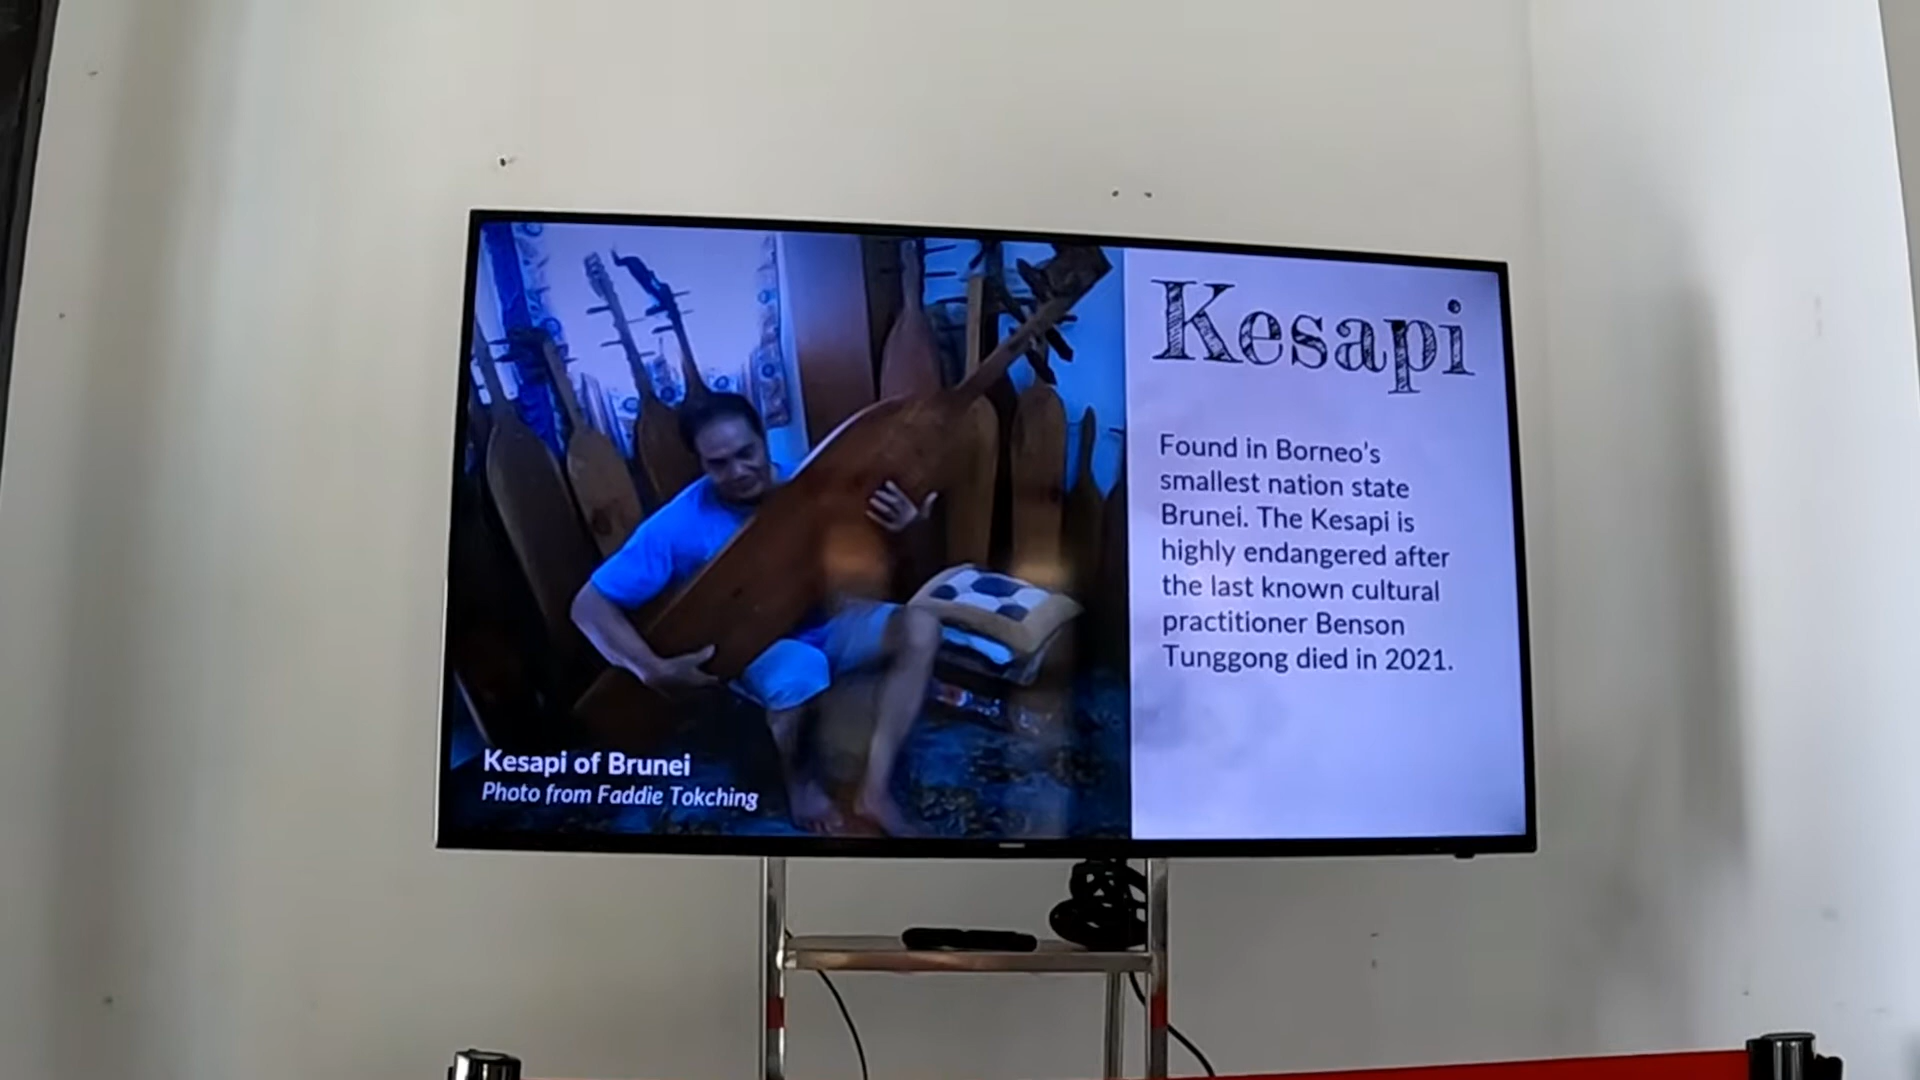 Kesapi
Found in Borneo's
smallest nation state
Brunei. The Kesapi is
highly endangered after
the last known cultural
practitioner Benson
Tunggong died in 2021.
Kesapi of Brunei
Photo from Faddie Tokching